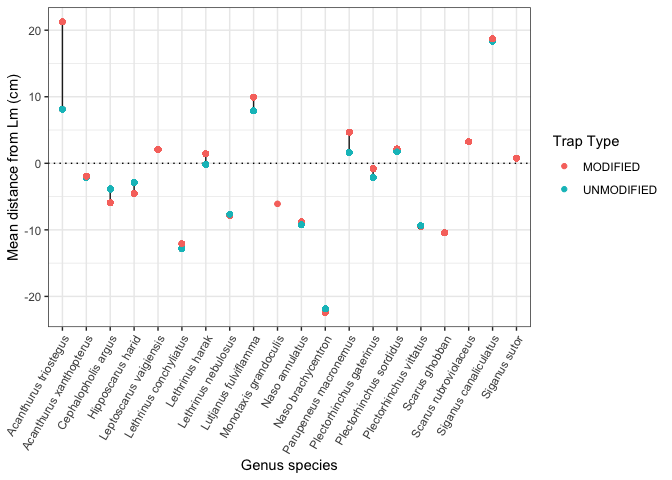 20
10
0
-10
-20
Mean distance from Lm (cm)
Acanthurus triostegus
Acanthurus xanthopterus
Cephalopholis argus
Hipposcarus harid
Leptoscarus vaigiensis
Lethrinus conchyliatus
Lethrinus harak
Lethrinus nebulosus
Lutjanus fulviflamma
Monotaxis grandoculis
Naso annulatus
Naso brachycentron
Parupeneus macronemus
Plectorhinchus gaterinus
Plectorhinchus sordidus
Plectorhinchus vittatus
Scarus ghobban
Scarus rubroviolaceus
Siganus canaliculatus
Siganus sutor
Genus species
Trap Type
MODIFIED
UNMODIFIED